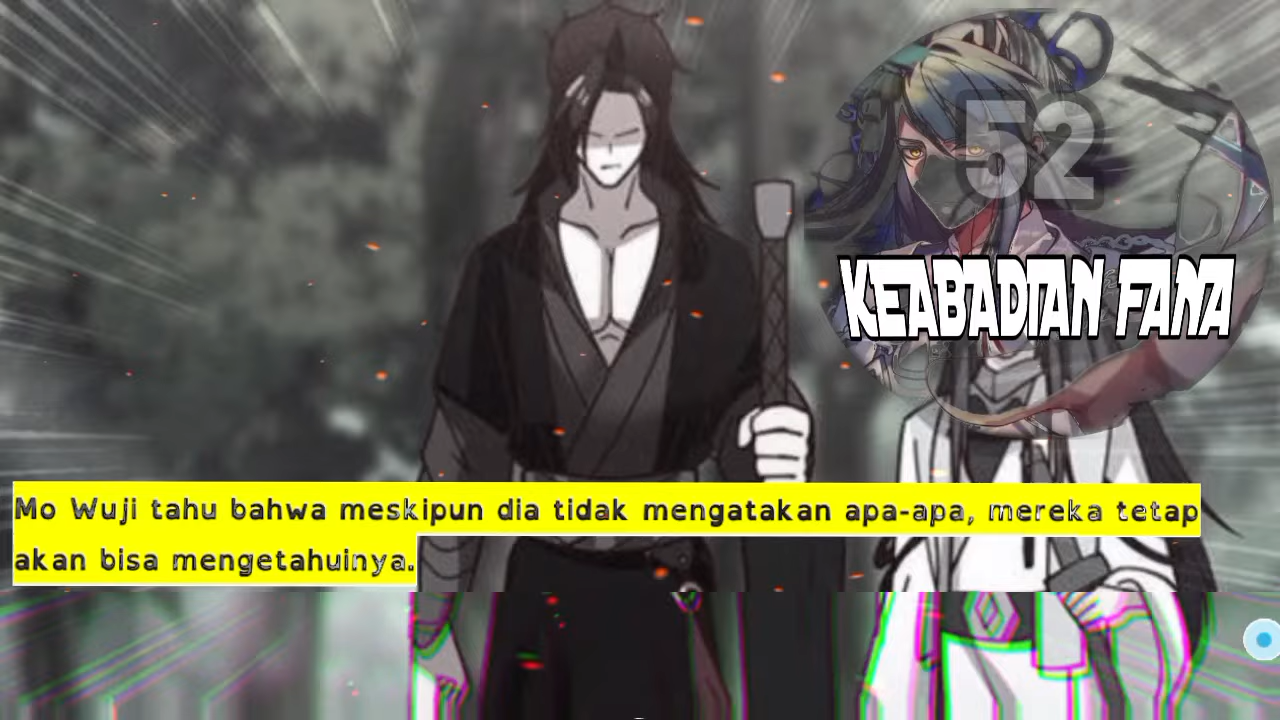 52
KEABADIAN FANA
Mo Wuji tahu bahwa meskipun dia tidak mengatakan apa-apa, mereka tetap
akan bisa mengetahuinya.